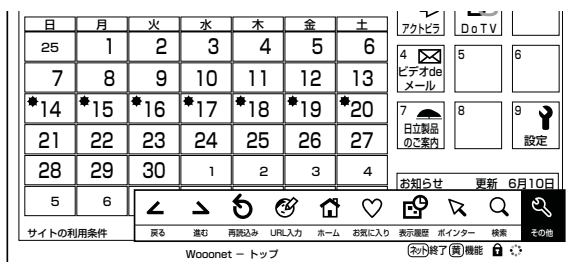 アクトビラ DoTV
日 月 火 水 木 金 土
25 1 2 3 4 5 6
4 ビデオdeメール 5 6
7 8 9 10 11 12 13
14 15 16 17 18 19 20
7 日立製品のご案内 8 9 設定
21 22 23 24 25 26 27
28 29 30 1 2 3 4
お知らせ 更新 6月10日
5 6
サイトの利用条件
戻る 進む 再読込み URL入力 ホーム お気に入り 表示履歴 ポインター 検索 その他
Wooonet − トップ
ネット終了 黄機能